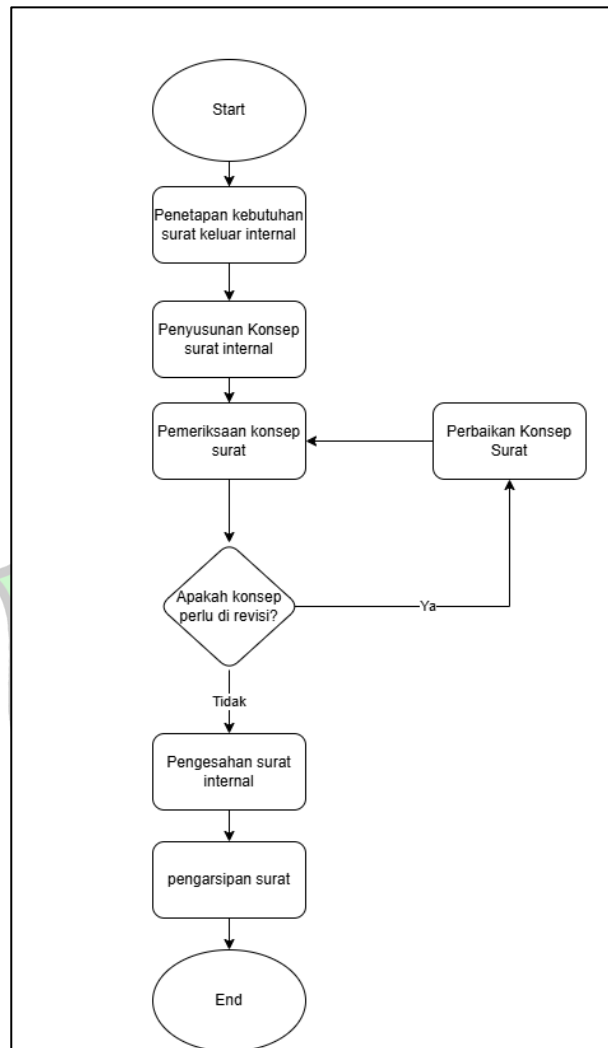 Start
Penetapan kebutuhan
surat keluar internal
Penyusunan Konsep
surat internal
Pemeriksaan konsep
surat
Perbaikan Konsep
Surat
Apakah konsep
perlu di revisi?
Ya
Tidak
Pengesahan surat
internal
pengarsipan surat
End